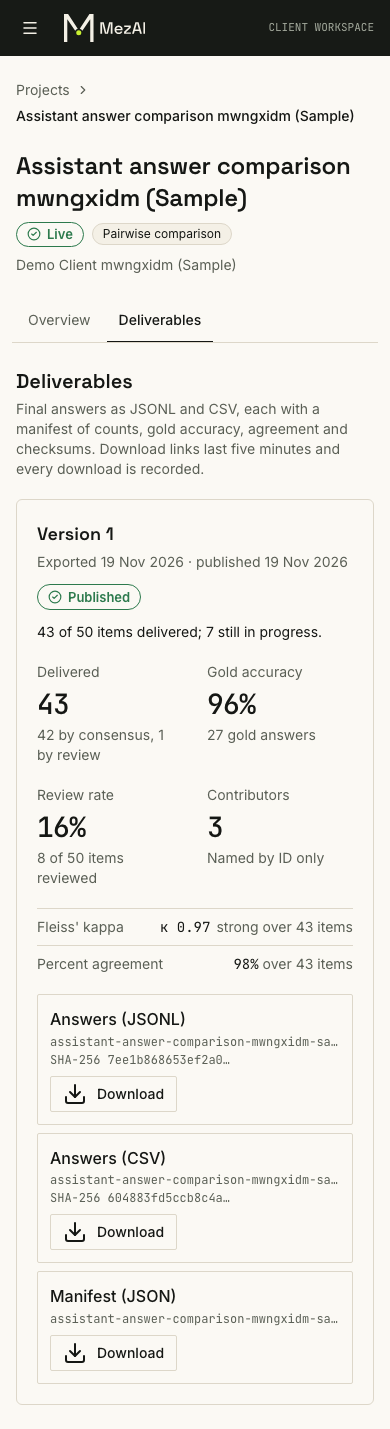 MezAI
CLIENT WORKSPACE
Projects
Assistant answer comparison mwngxidm (Sample)
Assistant answer comparison
mwngxidm (Sample)
Live
Pairwise comparison
Demo Client mwngxidm (Sample)
Overview
Deliverables
Deliverables
Final answers as JSONL and CSV, each with a
manifest of counts, gold accuracy, agreement and
checksums. Download links last five minutes and
every download is recorded.
Version 1
Exported 19 Nov 2026 · published 19 Nov 2026
Published
43 of 50 items delivered; 7 still in progress.
Delivered
43
42 by consensus, 1
by review
Gold accuracy
96%
27 gold answers
Review rate
16%
8 of 50 items
reviewed
Contributors
3
Named by ID only
Fleiss' kappa κ 0.97 strong over 43 items
Percent agreement 98% over 43 items
Answers (JSONL)
assistant-answer-comparison-mwngxidm-sa…
SHA-256 7ee1b868653ef2a0…
Download
Answers (CSV)
assistant-answer-comparison-mwngxidm-sa…
SHA-256 604883fd5ccb8c4a…
Download
Manifest (JSON)
assistant-answer-comparison-mwngxidm-sa…
Download